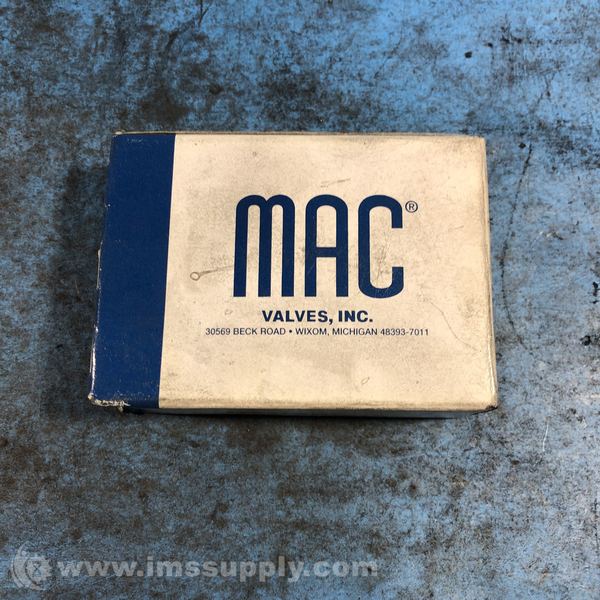 MAC®
VALVES, INC.
30569 BECK ROAD • WIXOM, MICHIGAN 48393-7011
www.imssupply.com